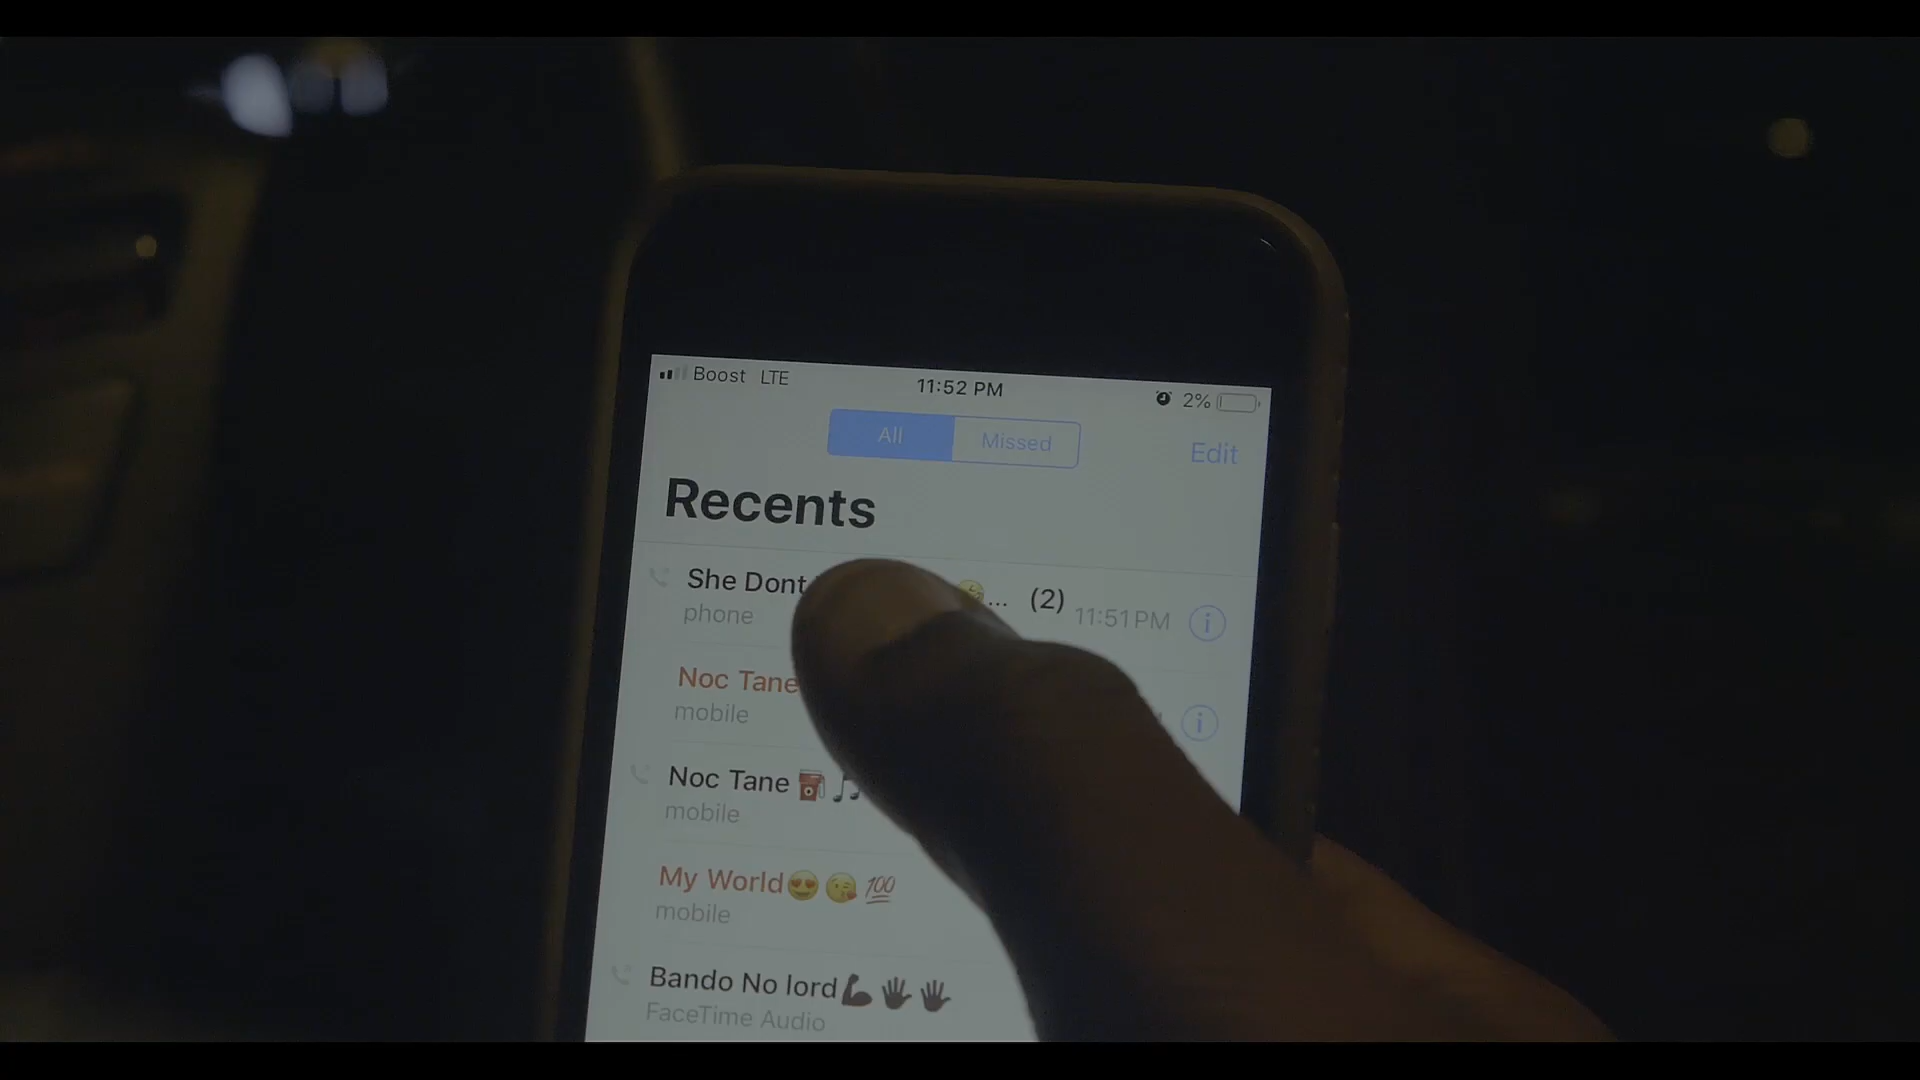 Boost LTE 11:52 PM 2%
All Missed Edit
Recents
She Dont 😘... (2) 11:51 PM
phone
Noc Tane
mobile
Noc Tane ⛽🎵
mobile
My World😍😘💯
mobile
Bando No lord💪🖐🖐
FaceTime Audio